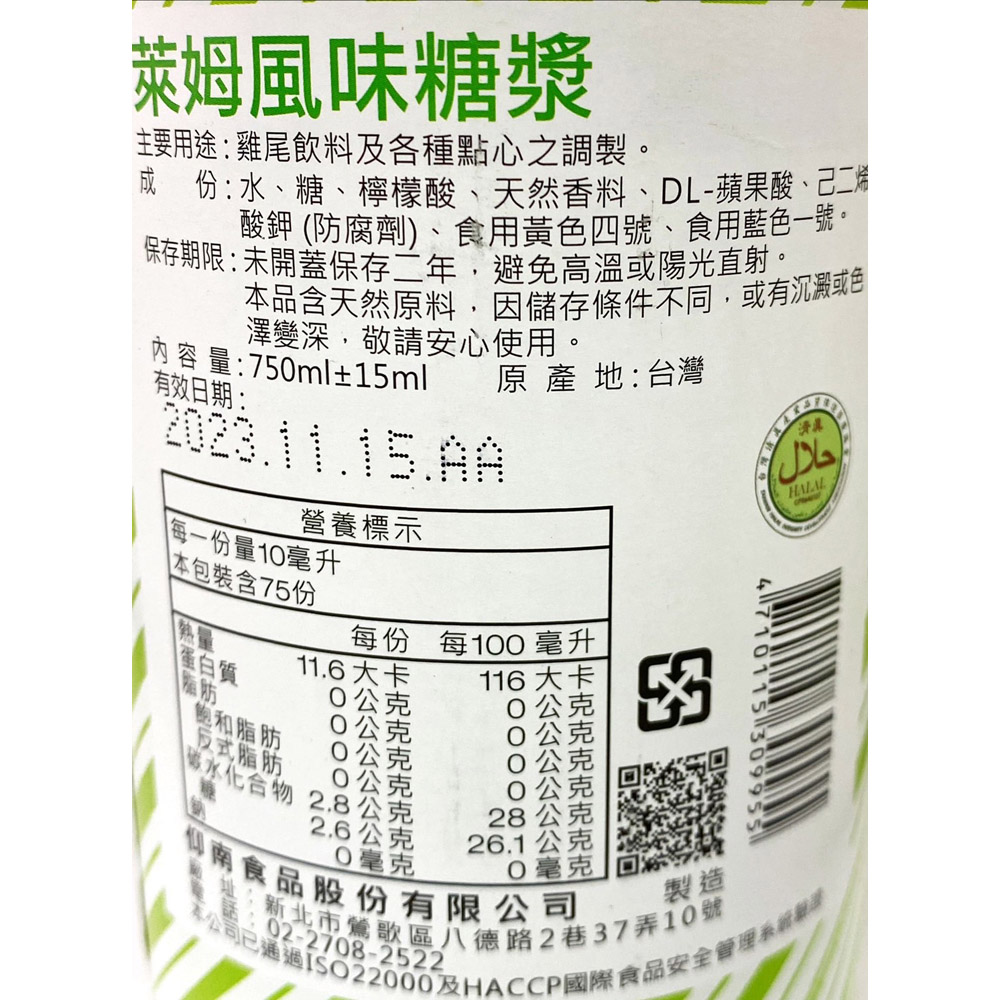 萊姆風味糖漿
主要用途:雞尾飲料及各種點心之調製。
成 份:水、糖、檸檬酸、天然香料、DL-蘋果酸、己二烯
酸鉀(防腐劑)、食用黃色四號、食用藍色一號。
保存期限:未開蓋保存二年,避免高溫或陽光直射。
本品含天然原料,因儲存條件不同,或有沉澱或色
澤變深,敬請安心使用。
內 容 量:750ml±15ml 原 產 地:台灣
有效日期:
2023.11.15.AA
清真
حلال
HALAL
營養標示
每一份量10毫升
本包裝含75份
每份 每100毫升
熱量 11.6大卡 116大卡
蛋白質 0公克 0公克
脂肪 0公克 0公克
飽和脂肪 0公克 0公克
反式脂肪 0公克 0公克
碳水化合物 2.8公克 28公克
糖 2.6公克 26.1公克
鈉 0毫克 0毫克
4 710115 309955
仰南食品股份有限公司 製造
廠 址:新北市鶯歌區八德路2巷37弄10號
電 話:02-2708-2522
本公司已通過ISO22000及HACCP國際食品安全管理系統